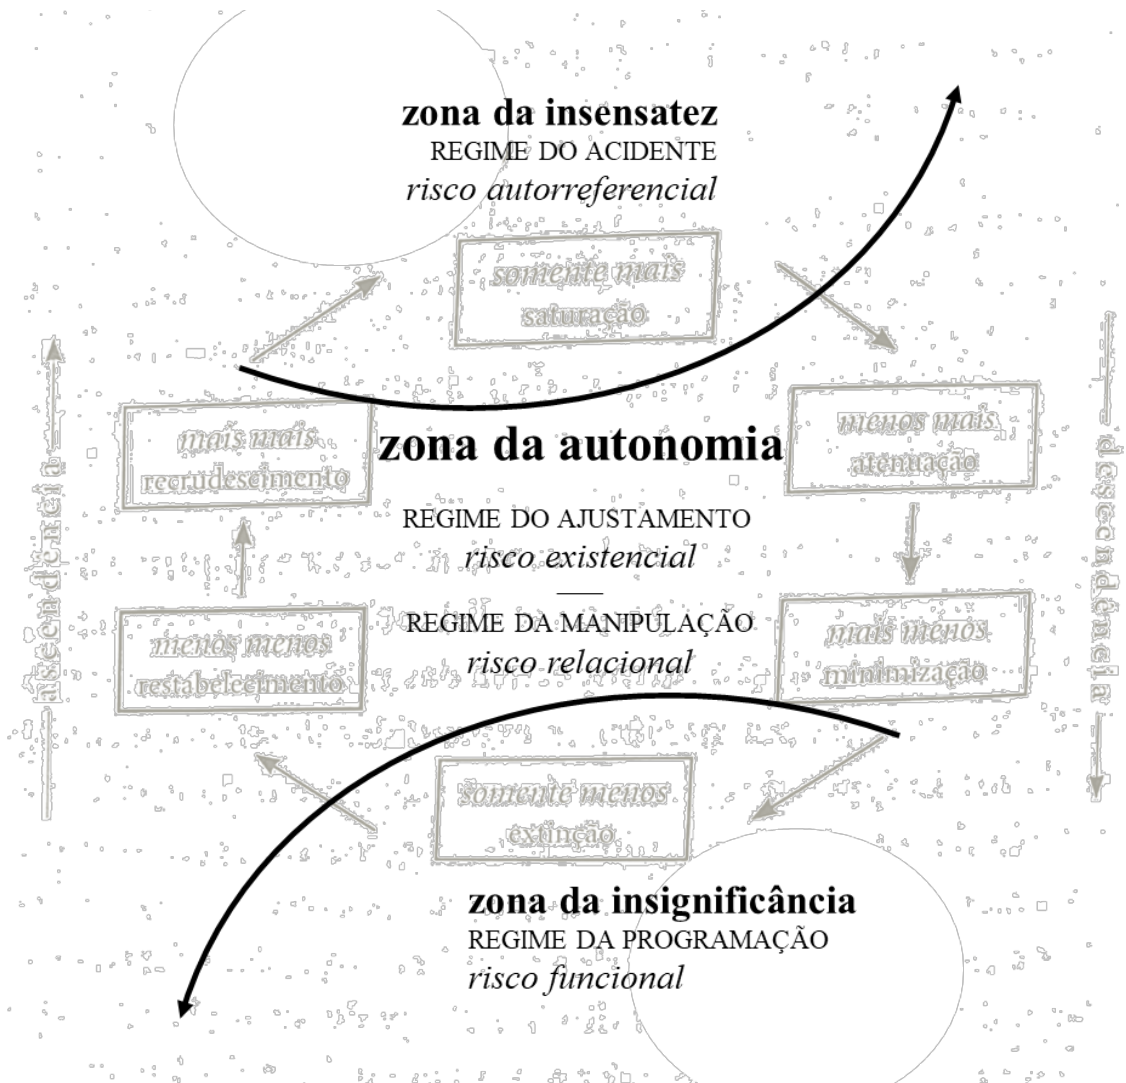 zona da insensatez
REGIME DO ACIDENTE
risco autorreferencial
somente mais
saturação
mais mais
recrudescimento
zona da autonomia
menos mais
atenuação
REGIME DO AJUSTAMENTO
risco existencial
REGIME DA MANIPULAÇÃO
risco relacional
menos menos
restabelecimento
mais menos
minimização
ascendência
descendência
somente menos
extinção
zona da insignificância
REGIME DA PROGRAMAÇÃO
risco funcional